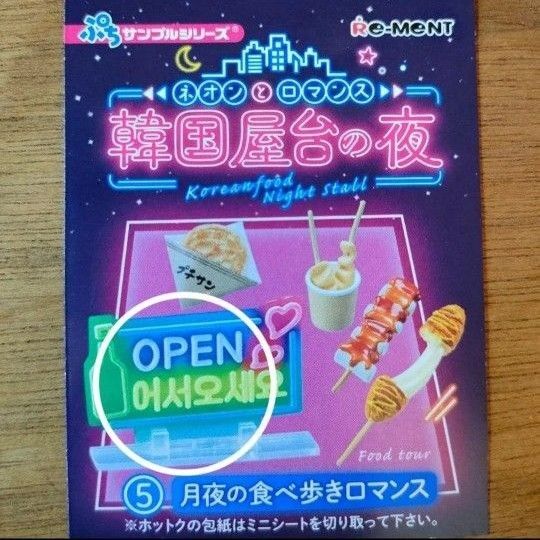 ぷちサンプルシリーズ®
Re-MeNT
ネオンとロマンス
韓国屋台の夜
Koreanfood
Night Stall
プチサン
OPEN
어서오세요
Food tour
⑤ 月夜の食べ歩きロマンス
※ホットクの包紙はミニシートを切り取って下さい。